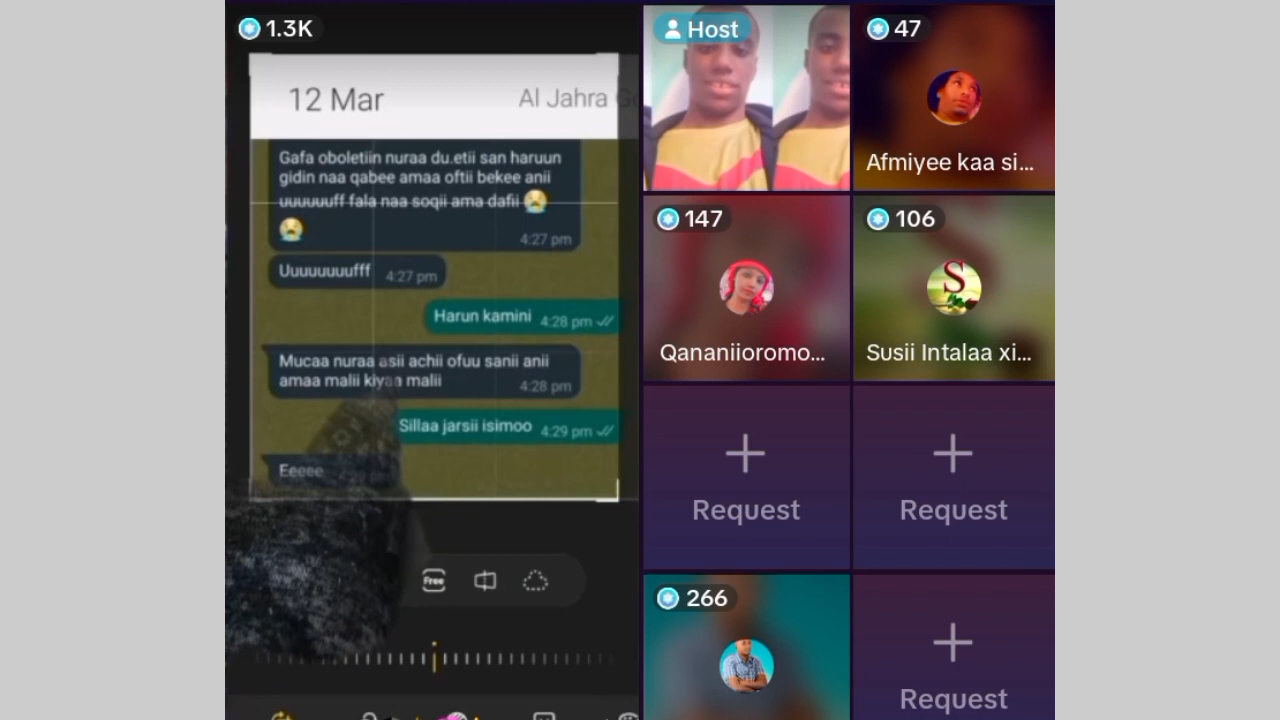 1.3K
12 Mar
Al Jahra
Gafa oboletiin nuraa du.etii san haruun
gidin naa qabee amaa oftii bekee anii
uuuuuuff fala naa soqii ama dafii
4:27 pm
Uuuuuuuufff 4:27 pm
Harun kamini 4:28 pm
Mucaa nuraa asii achii ofuu sanii anii
amaa malii kiyaa malii
4:28 pm
Sillaa jarsii isimoo 4:29 pm
Eeeee
Free
Host
47
Afmiyee kaa si...
147
Qananiioromo...
106
S
Susii Intalaa xi...
Request
Request
266
Request